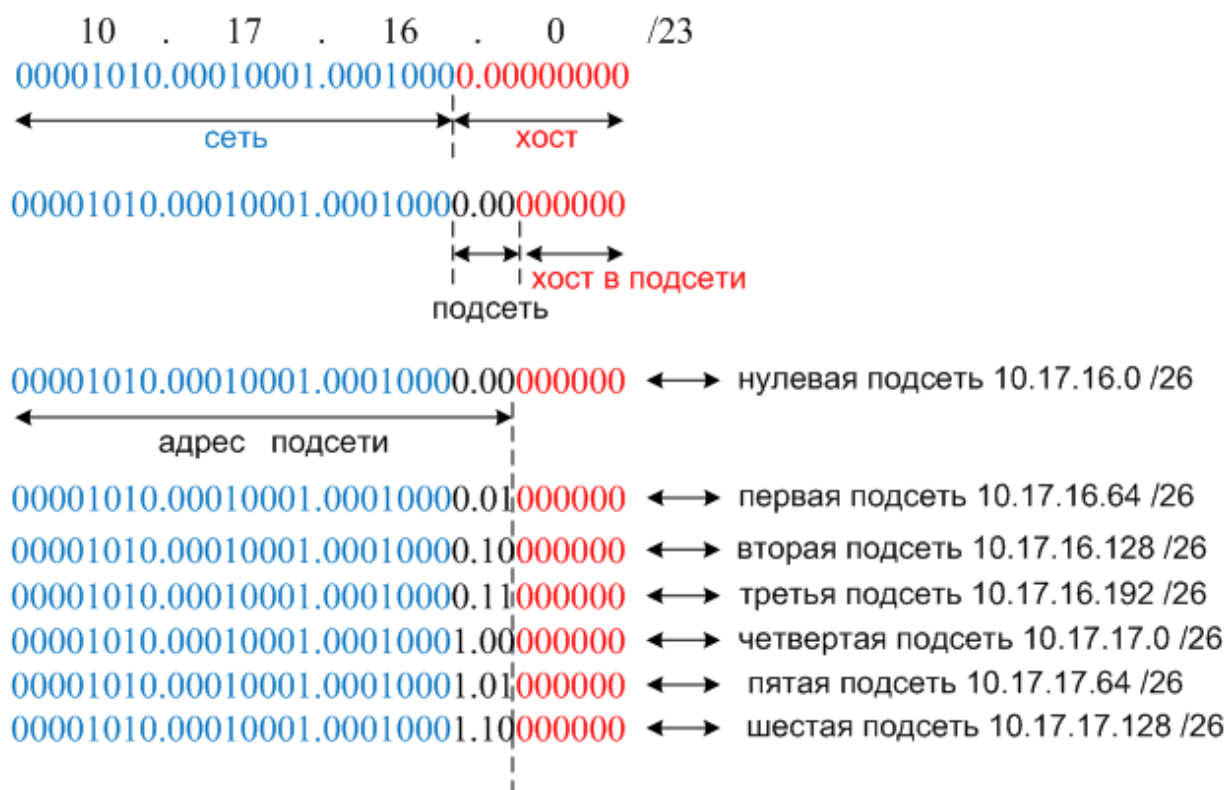 10 . 17 . 16 . 0 /23
00001010.00010001.00010000.00000000
сеть хост
00001010.00010001.00010000.00000000
хост в подсети
подсеть
00001010.00010001.00010000.00000000 нулевая подсеть 10.17.16.0 /26
адрес подсети
00001010.00010001.00010000.01000000 первая подсеть 10.17.16.64 /26
00001010.00010001.00010000.10000000 вторая подсеть 10.17.16.128 /26
00001010.00010001.00010000.11000000 третья подсеть 10.17.16.192 /26
00001010.00010001.00010001.00000000 четвертая подсеть 10.17.17.0 /26
00001010.00010001.00010001.01000000 пятая подсеть 10.17.17.64 /26
00001010.00010001.00010001.10000000 шестая подсеть 10.17.17.128 /26